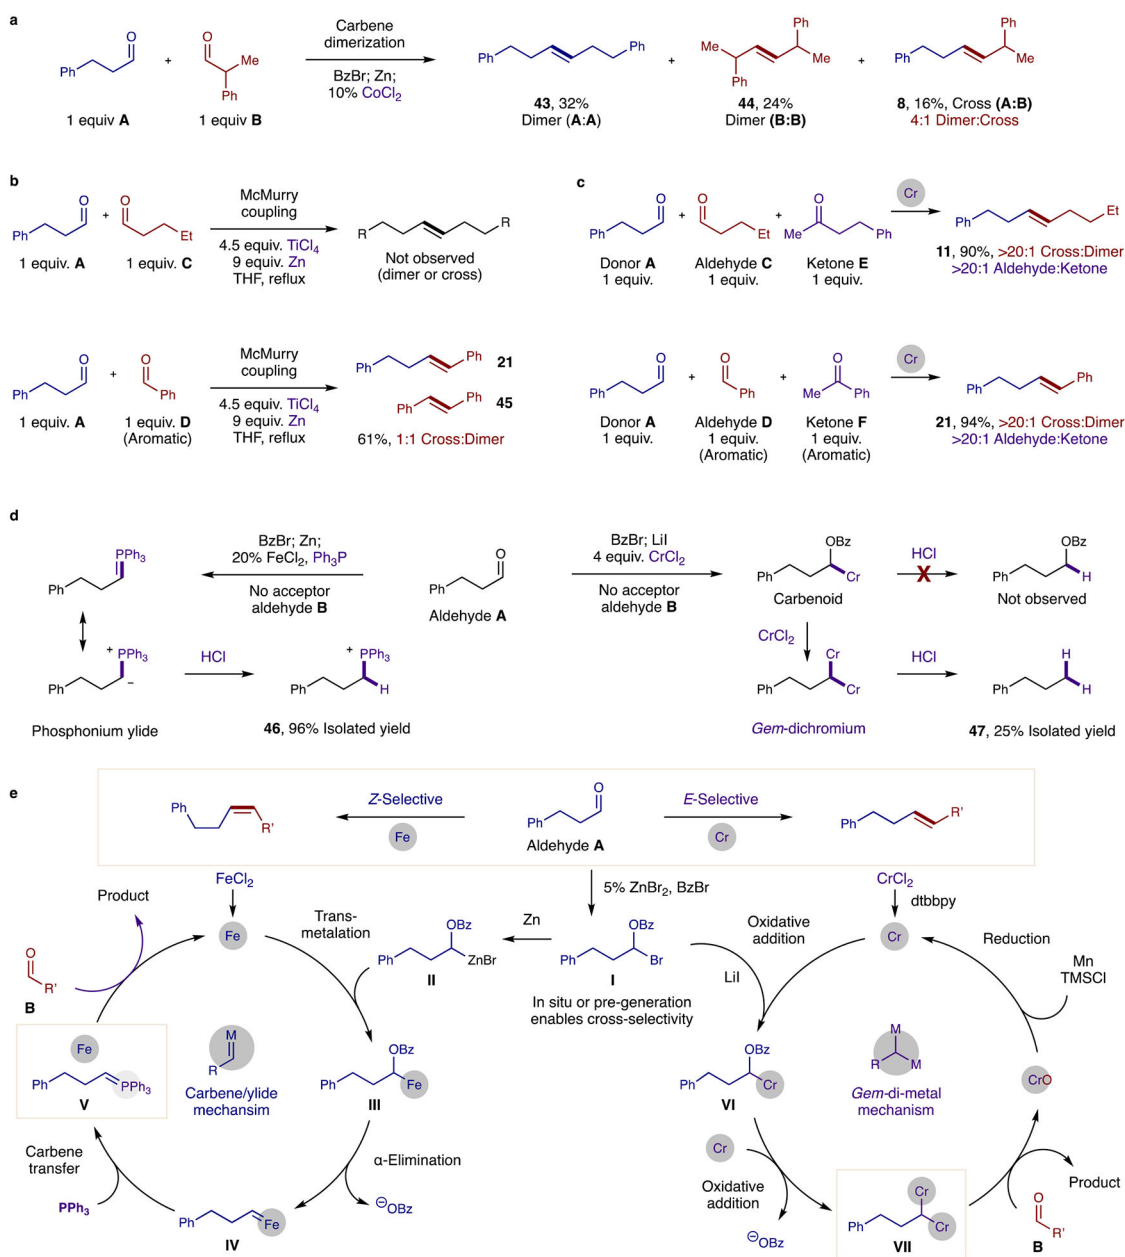 a
O
Ph
1 equiv A
+
O
Me
Ph
1 equiv B
Carbene
dimerization
BzBr; Zn;
10% CoCl2
Ph
Ph
43, 32%
Dimer (A:A)
+
Me
Ph
Ph
Me
44, 24%
Dimer (B:B)
+
Ph
Ph
Me
8, 16%, Cross (A:B)
4:1 Dimer:Cross
b
O
Ph
1 equiv. A
+
O
Et
1 equiv. C
McMurry
coupling
4.5 equiv. TiCl4
9 equiv. Zn
THF, reflux
R
R
Not observed
(dimer or cross)
O
Ph
1 equiv. A
+
O
Ph
1 equiv. D
(Aromatic)
McMurry
coupling
4.5 equiv. TiCl4
9 equiv. Zn
THF, reflux
Ph
Ph
21
Ph
Ph
45
61%, 1:1 Cross:Dimer
c
O
Ph
Donor A
1 equiv.
+
O
Et
Aldehyde C
1 equiv.
+
O
Me
Ph
Ketone E
1 equiv.
Cr
Ph
Et
11, 90%, >20:1 Cross:Dimer
>20:1 Aldehyde:Ketone
O
Ph
Donor A
1 equiv.
+
O
Ph
Aldehyde D
1 equiv.
(Aromatic)
+
O
Me
Ph
Ketone F
1 equiv.
(Aromatic)
Cr
Ph
Ph
21, 94%, >20:1 Cross:Dimer
>20:1 Aldehyde:Ketone
d
PPh3
Ph
BzBr; Zn;
20% FeCl2, Ph3P
No acceptor
aldehyde B
O
Ph
Aldehyde A
BzBr; LiI
4 equiv. CrCl2
No acceptor
aldehyde B
OBz
Ph
Cr
Carbenoid
HCl
X
OBz
Ph
H
Not observed
+
PPh3
Ph
−
Phosphonium ylide
HCl
+
PPh3
Ph
H
46, 96% Isolated yield
CrCl2
Cr
Ph
Cr
Gem-dichromium
HCl
H
Ph
H
47, 25% Isolated yield
e
Ph
R'
Z-Selective
Fe
O
Ph
Aldehyde A
E-Selective
Cr
Ph
R'
FeCl2
Fe
Product
O
R'
B
Trans-
metalation
OBz
Ph
ZnBr
II
Zn
5% ZnBr2, BzBr
OBz
Ph
Br
I
In situ or pre-generation
enables cross-selectivity
LiI
Oxidative
addition
CrCl2
dtbbpy
Cr
Reduction
Mn
TMSCl
Fe
Ph
PPh3
V
M
R
Carbene/ylide
mechansim
OBz
Ph
Fe
III
OBz
Ph
Cr
VI
M
R
M
Gem-di-metal
mechanism
CrO
Carbene
transfer
PPh3
Ph
Fe
IV
α-Elimination
⊖OBz
Cr
Oxidative
addition
⊖OBz
Cr
Ph
Cr
VII
Product
O
R'
B